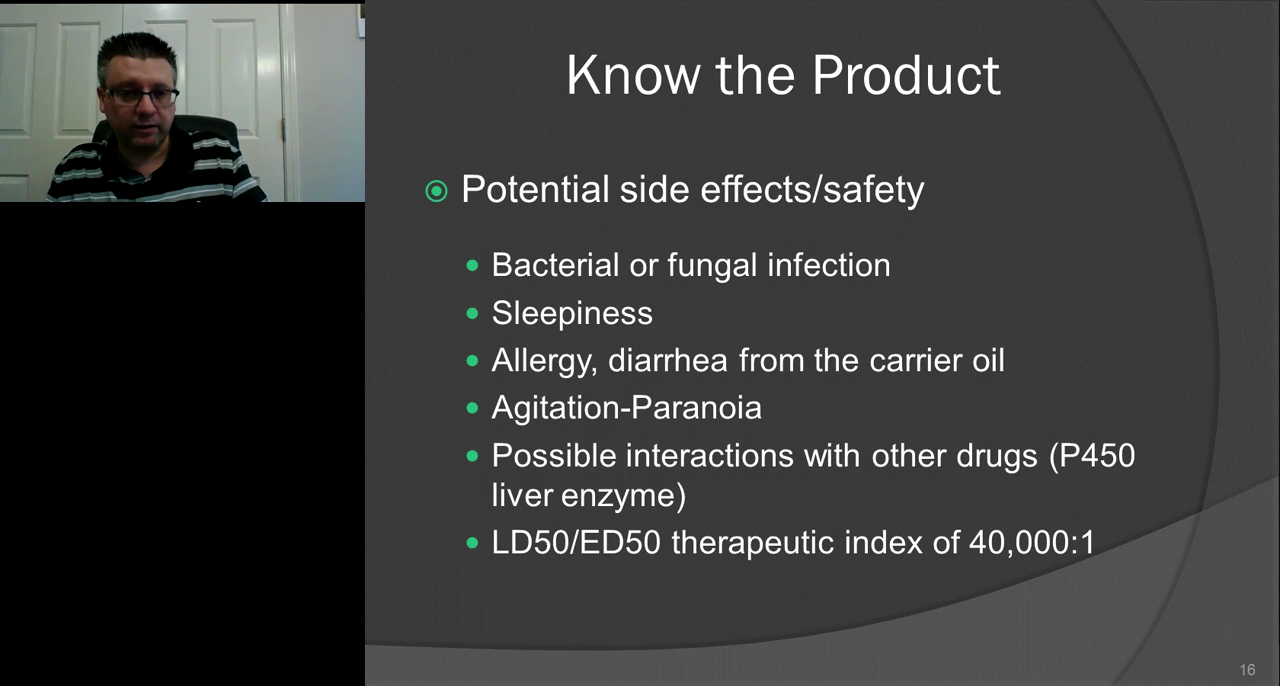 Know the Product
Potential side effects/safety
Bacterial or fungal infection
Sleepiness
Allergy, diarrhea from the carrier oil
Agitation-Paranoia
Possible interactions with other drugs (P450
liver enzyme)
LD50/ED50 therapeutic index of 40,000:1
16